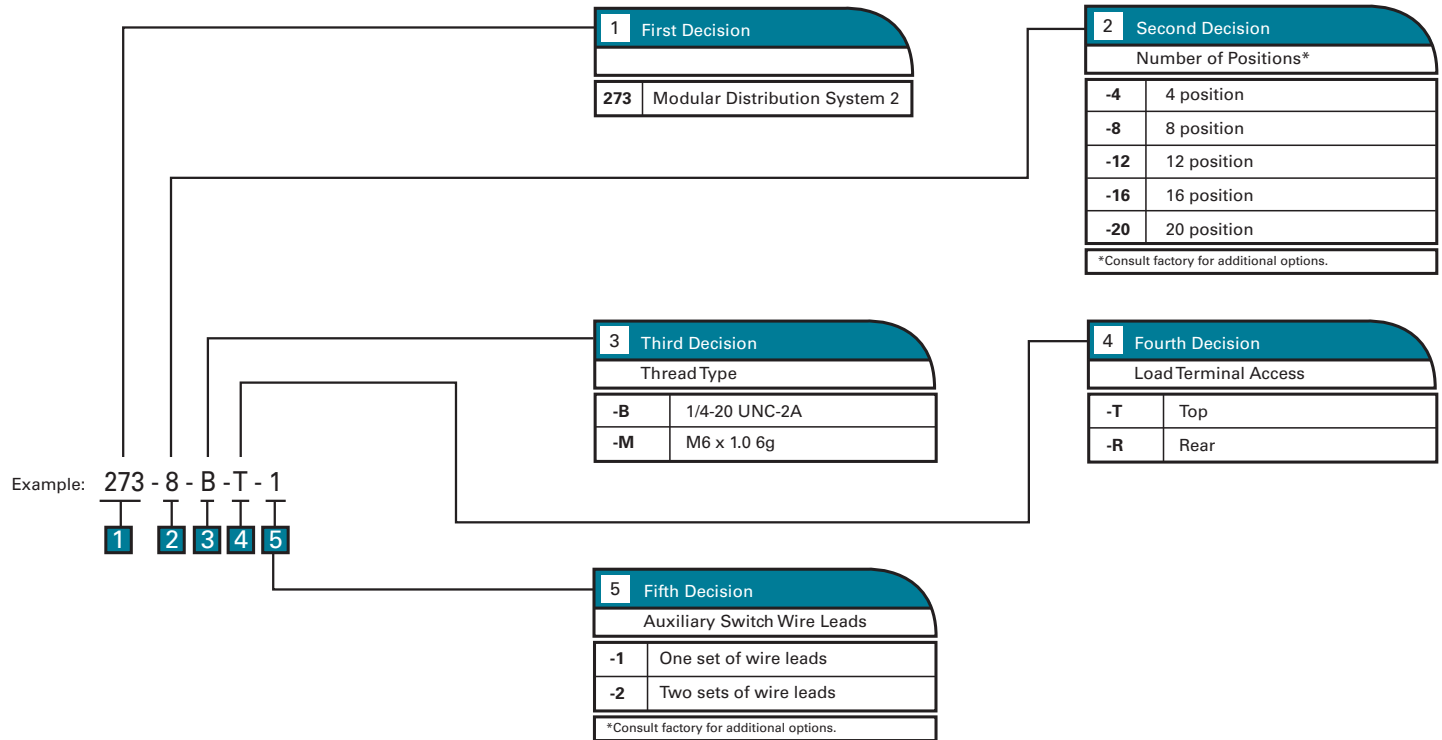 1 First Decision
273 Modular Distribution System 2
2 Second Decision
Number of Positions*
-4 4 position
-8 8 position
-12 12 position
-16 16 position
-20 20 position
*Consult factory for additional options.
3 Third Decision
Thread Type
-B 1/4-20 UNC-2A
-M M6 x 1.0 6g
4 Fourth Decision
Load Terminal Access
-T Top
-R Rear
Example: 273 - 8 - B - T - 1
1 2 3 4 5
5 Fifth Decision
Auxiliary Switch Wire Leads
-1 One set of wire leads
-2 Two sets of wire leads
*Consult factory for additional options.